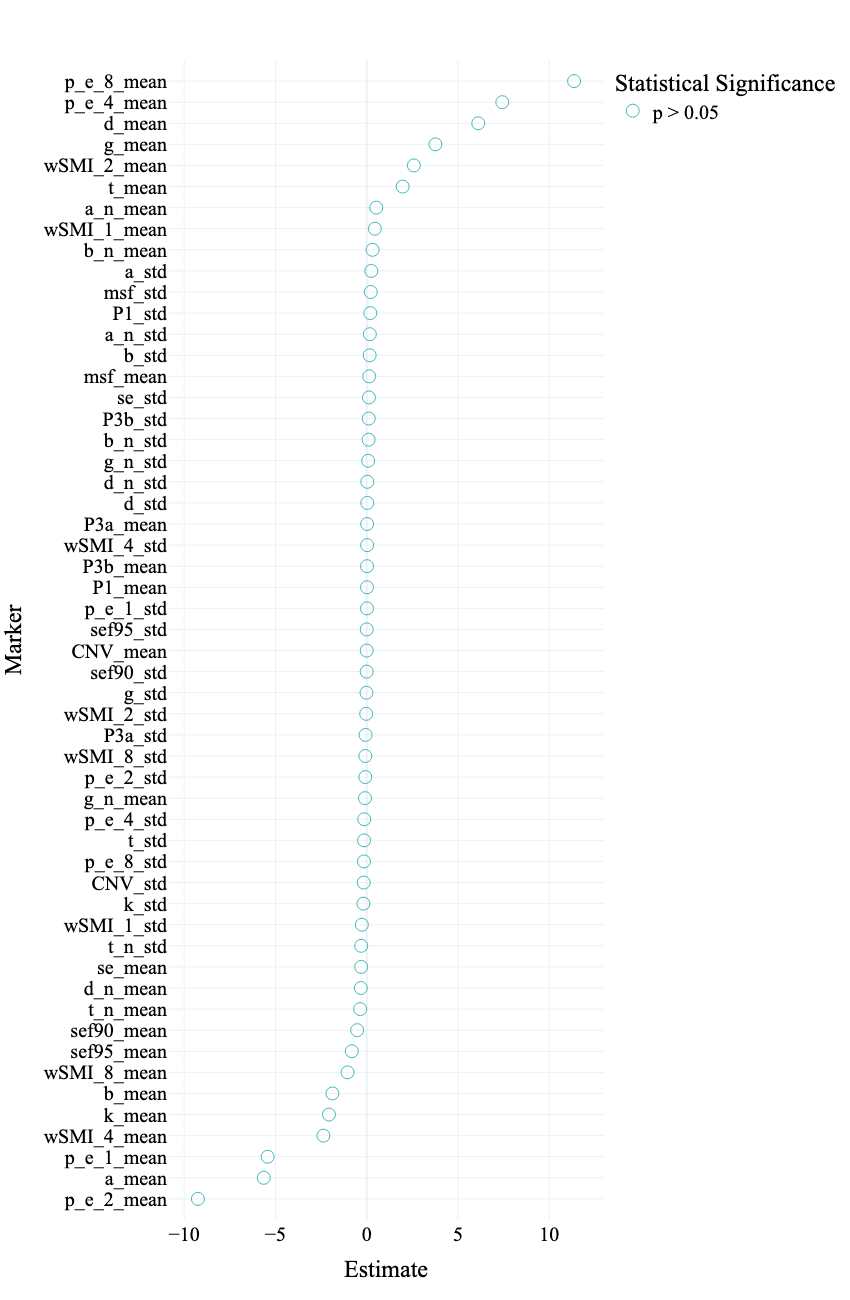 p_e_8_mean
p_e_4_mean
d_mean
g_mean
wSMI_2_mean
t_mean
a_n_mean
wSMI_1_mean
b_n_mean
a_std
msf_std
P1_std
a_n_std
b_std
msf_mean
se_std
P3b_std
b_n_std
g_n_std
d_n_std
d_std
P3a_mean
wSMI_4_std
P3b_mean
P1_mean
p_e_1_std
sef95_std
CNV_mean
sef90_std
g_std
wSMI_2_std
P3a_std
wSMI_8_std
p_e_2_std
g_n_mean
p_e_4_std
t_std
p_e_8_std
CNV_std
k_std
wSMI_1_std
t_n_std
se_mean
d_n_mean
t_n_mean
sef90_mean
sef95_mean
wSMI_8_mean
b_mean
k_mean
wSMI_4_mean
p_e_1_mean
a_mean
p_e_2_mean
Marker
−10 −5 0 5 10
Estimate
Statistical Significance
p > 0.05